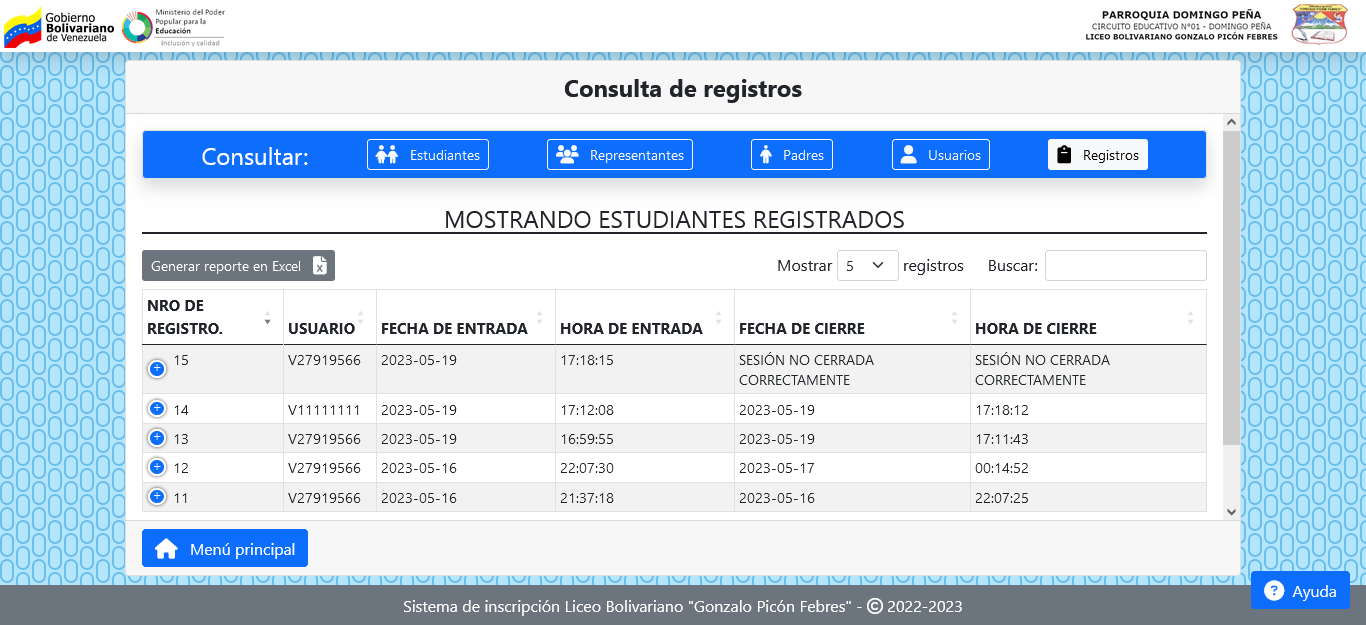 Gobierno
Bolivariano
de Venezuela
Ministerio del Poder
Popular para la
Educación
Inclusión y calidad
PARROQUIA DOMINGO PEÑA
CIRCUITO EDUCATIVO N°01 - DOMINGO PEÑA
LICEO BOLIVARIANO GONZALO PICÓN FEBRES
Consulta de registros
Consultar: Estudiantes Representantes Padres Usuarios Registros
MOSTRANDO ESTUDIANTES REGISTRADOS
Generar reporte en Excel Mostrar 5 registros Buscar:
NRO DE REGISTRO. USUARIO FECHA DE ENTRADA HORA DE ENTRADA FECHA DE CIERRE HORA DE CIERRE
15 V27919566 2023-05-19 17:18:15 SESIÓN NO CERRADA CORRECTAMENTE SESIÓN NO CERRADA CORRECTAMENTE
14 V11111111 2023-05-19 17:12:08 2023-05-19 17:18:12
13 V27919566 2023-05-19 16:59:55 2023-05-19 17:11:43
12 V27919566 2023-05-16 22:07:30 2023-05-17 00:14:52
11 V27919566 2023-05-16 21:37:18 2023-05-16 22:07:25
Menú principal
Ayuda
Sistema de inscripción Liceo Bolivariano "Gonzalo Picón Febres" - © 2022-2023